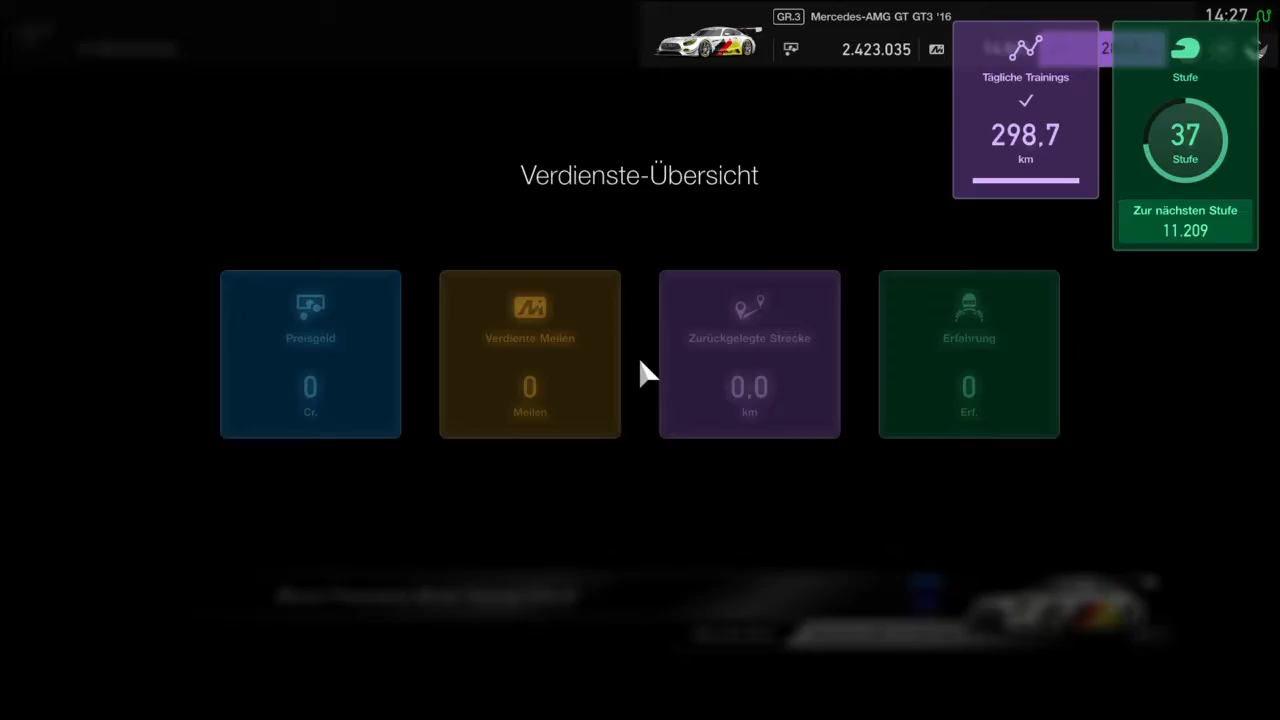 GR.3 Mercedes-AMG GT GT3 '16
14:27
2.423.035
Tägliche Trainings
298,7
km
Stufe
37
Stufe
Zur nächsten Stufe
11.209
Verdienste-Übersicht
Preisgeld
0
Cr.
Verdiente Meilen
0
Meilen
Zurückgelegte Strecke
0,0
km
Erfahrung
0
Erf.